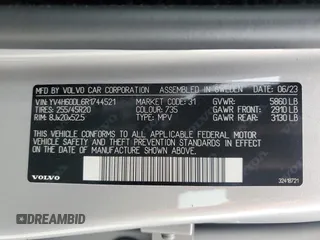 MFD BY: VOLVO CAR CORPORATION ASSEMBLED IN SWEDEN 06/23
VIN:YV4H60DL6R1744521 MARKET CODE: 31 GVWR: 5860 LB
TIRES: 255/45R20 COLOUR: 735 GAWR FRONT: 2910 LB
RIM: 8Jx20x52.5 TYPE: MPV GAWR REAR: 3130 LB
THIS VEHICLE CONFORMS TO ALL APPLICABLE FEDERAL MOTOR
VEHICLE SAFETY AND THEFT PREVENTION STANDARDS IN EFFECT
ON THE DATE OF MANUFACTURE SHOWN ABOVE.
VOLVO VOLVO 32419721
DREAMBID